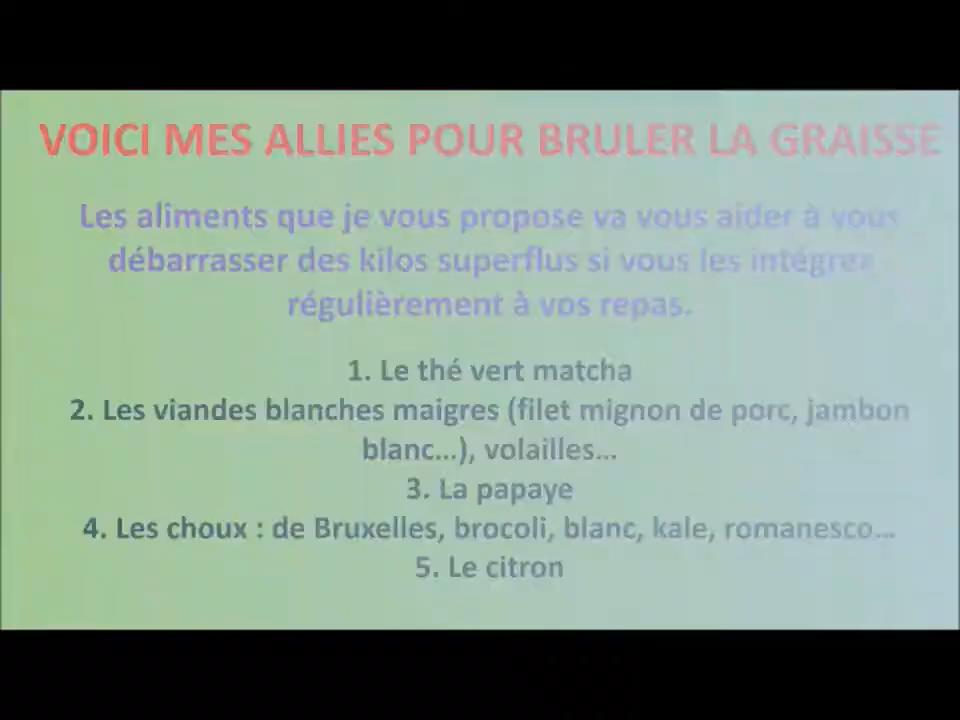 VOICI MES ALLIES POUR BRULER LA GRAISSE
Les aliments que je vous propose va vous aider à vous
débarrasser des kilos superflus si vous les intégrez
régulièrement à vos repas.
1. Le thé vert matcha
2. Les viandes blanches maigres (filet mignon de porc, jambon
blanc...), volailles...
3. La papaye
4. Les choux : de Bruxelles, brocoli, blanc, kale, romanesco...
5. Le citron